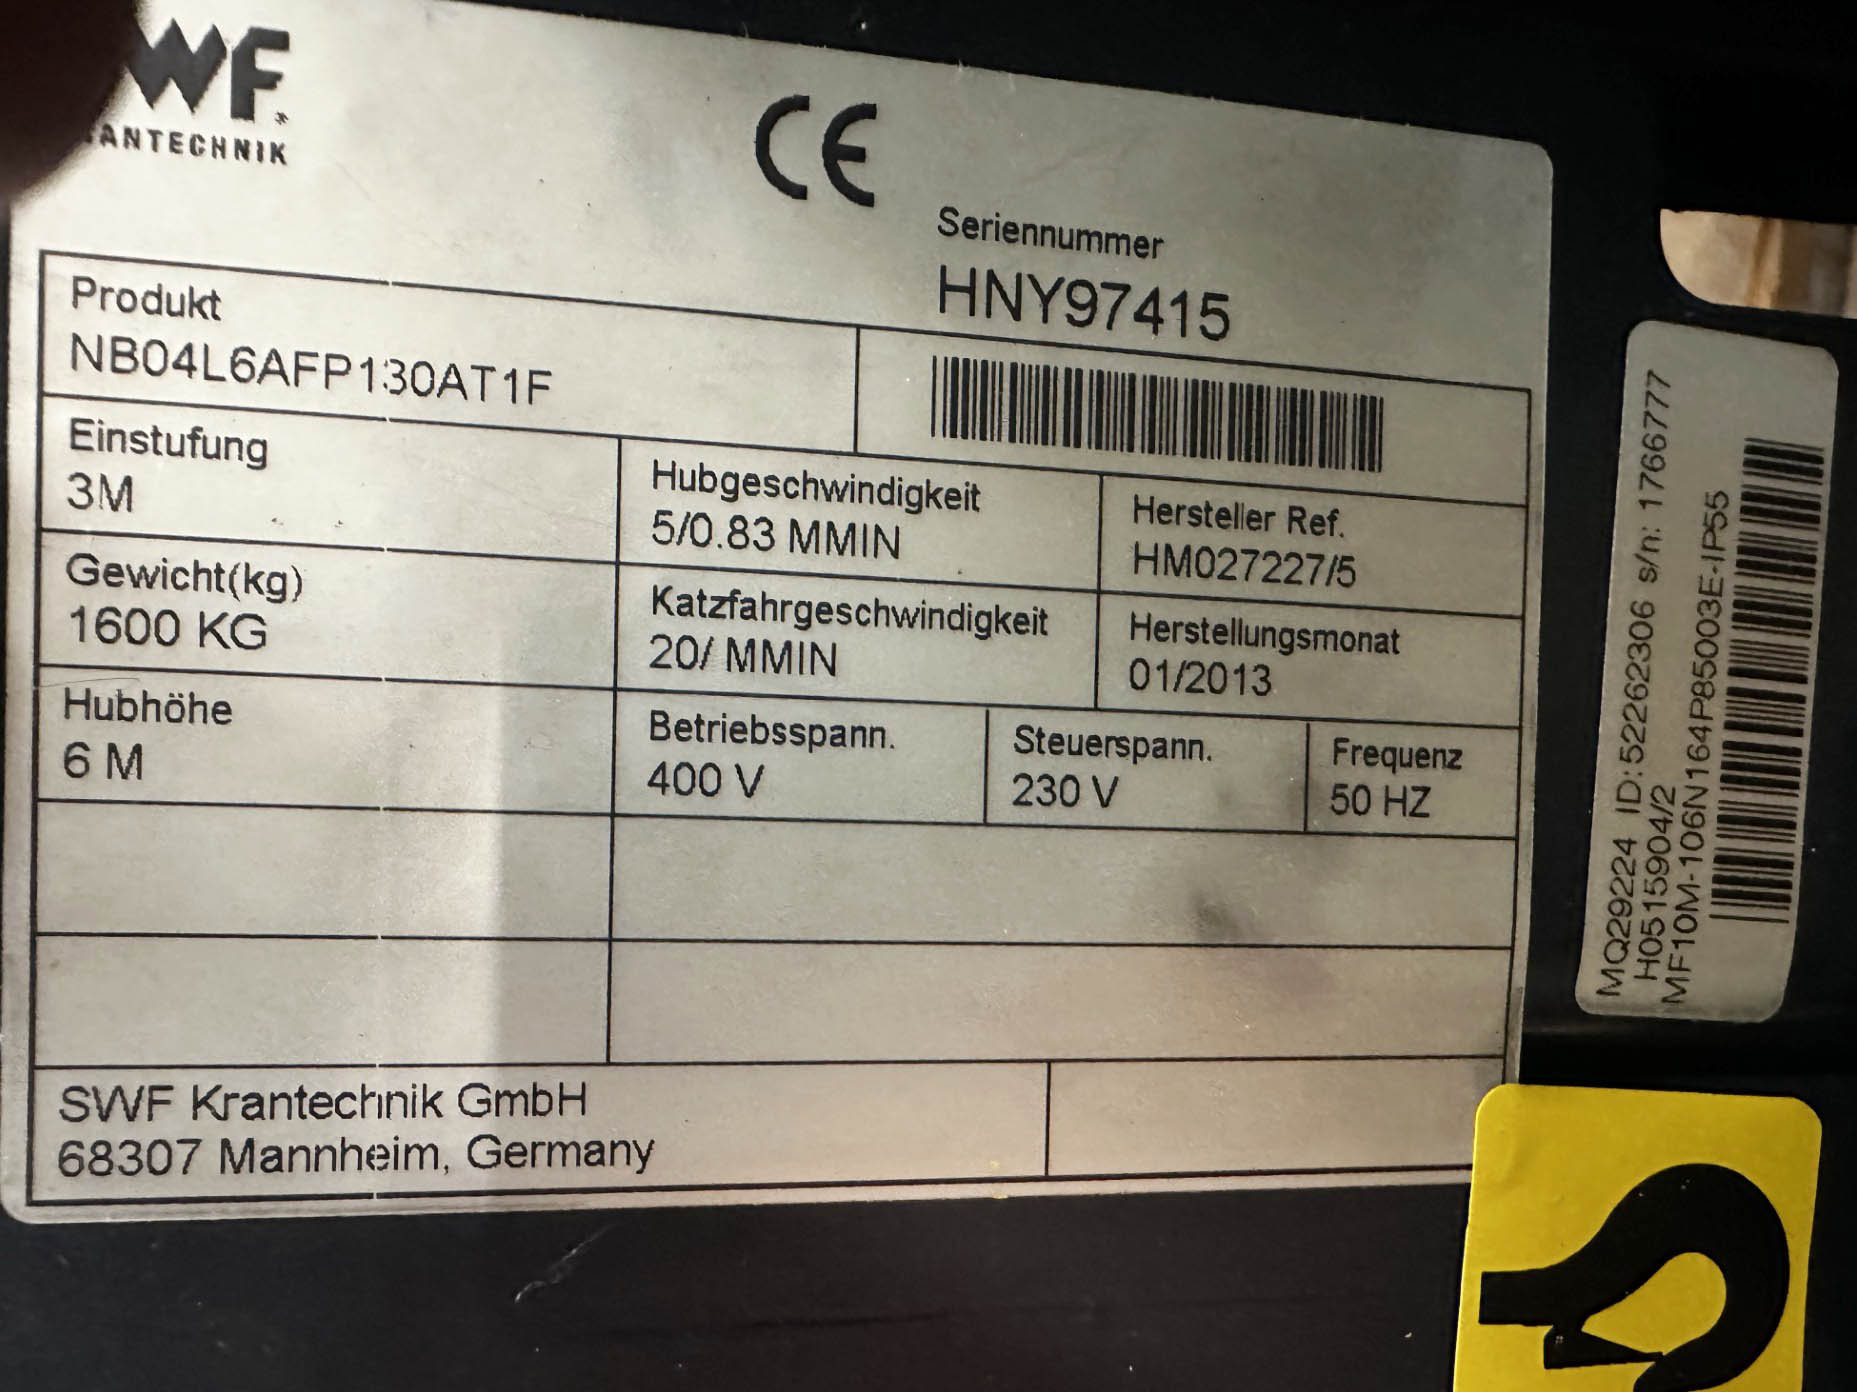 WF
KRANTECHNIK
CE
Seriennummer
HNY97415
Produkt
NB04L6AFP130AT1F
Einstufung
3M
Hubgeschwindigkeit
5/0.83 MMIN
Hersteller Ref.
HM027227/5
Gewicht(kg)
1600 KG
Katzfahrgeschwindigkeit
20/ MMIN
Herstellungsmonat
01/2013
Hubhöhe
6 M
Betriebsspann.
400 V
Steuerspann.
230 V
Frequenz
50 HZ
SWF Krantechnik GmbH
68307 Mannheim, Germany
MQ29224 ID:52262306 s/n: 1766777
H0515904/2
MF10M-106N164P85003E-IP55